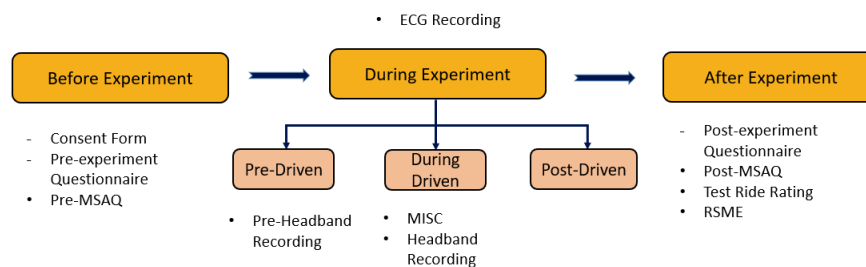 • ECG Recording
Before Experiment
During Experiment
After Experiment
- Consent Form
- Pre-experiment
Questionnaire
• Pre-MSAQ
Pre-Driven
During
Driven
Post-Driven
• Pre-Headband
Recording
• MISC
• Headband
Recording
- Post-experiment
Questionnaire
• Post-MSAQ
• Test Ride Rating
• RSME